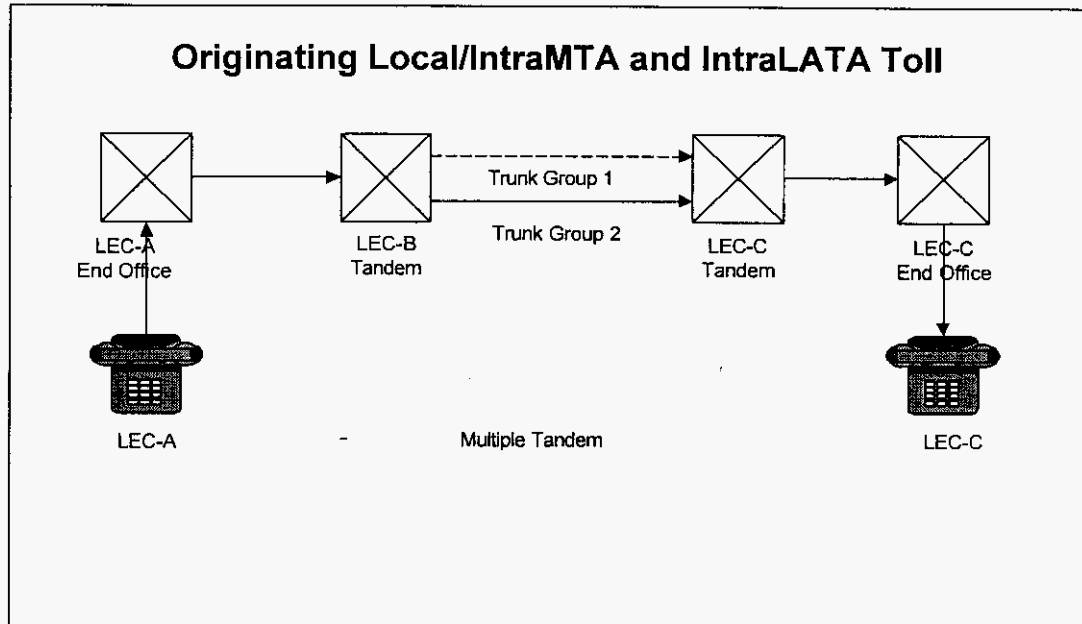 Originating Local/IntraMTA and IntraLATA Toll
Trunk Group 1
Trunk Group 2
LEC-A
End Office
LEC-B
Tandem
LEC-C
Tandem
LEC-C
End Office
LEC-A
Multiple Tandem
LEC-C